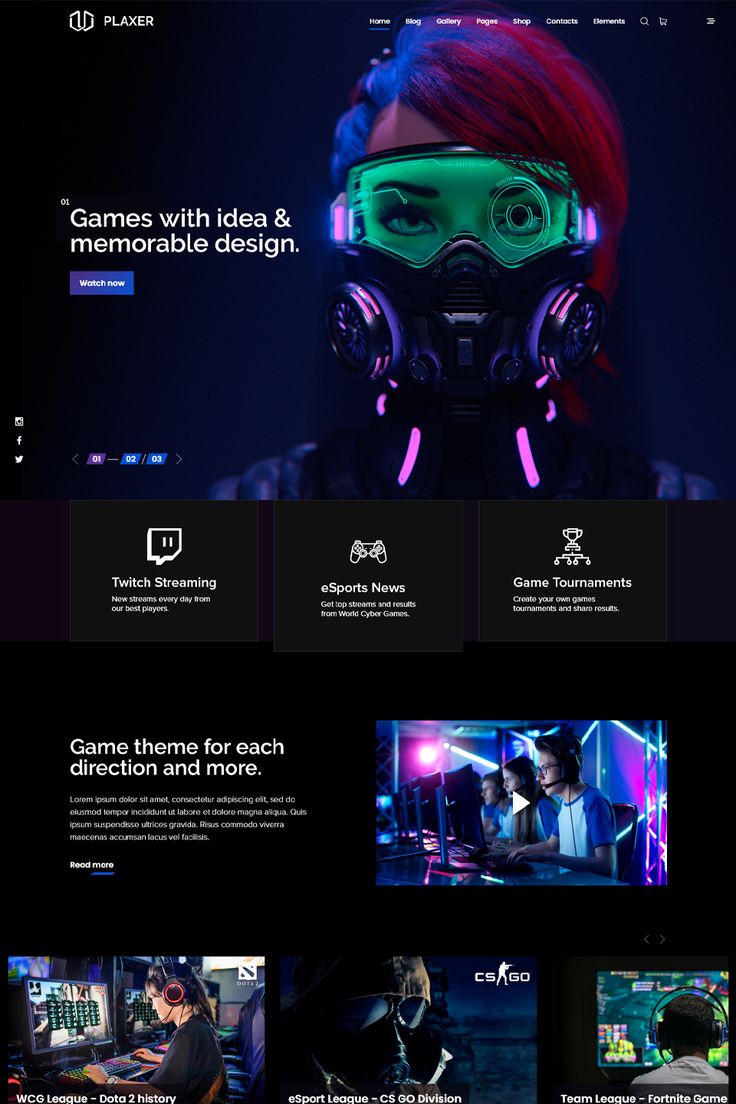 PLAXER
Home Blog Gallery Pages Shop Contacts Elements
01
Games with idea &
memorable design.
Watch now
01 — 02 / 03
Twitch Streaming
New streams every day from
our best players.
eSports News
Get top streams and results
from World Cyber Games.
Game Tournaments
Create your own games
tournaments and share results.
Game theme for each
direction and more.
Lorem ipsum dolor sit amet, consectetur adipiscing elit, sed do
eiusmod tempor incididunt ut labore et dolore magna aliqua. Quis
ipsum suspendisse ultrices gravida. Risus commodo viverra
maecenas accumsan lacus vel facilisis.
Read more
DOTA 2
WCG League - Dota 2 history
CS GO
eSport League - CS GO Division
Team League - Fortnite Game